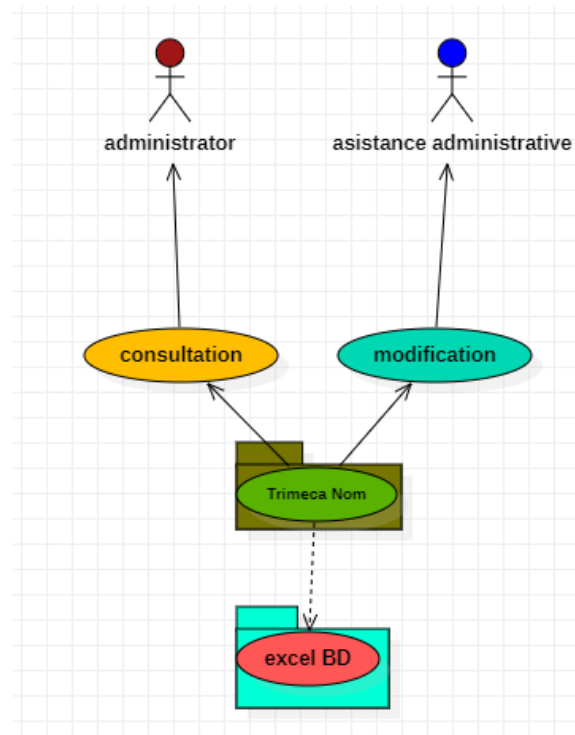 administrator
asistance administrative
consultation
modification
Trimeca Nom
excel BD